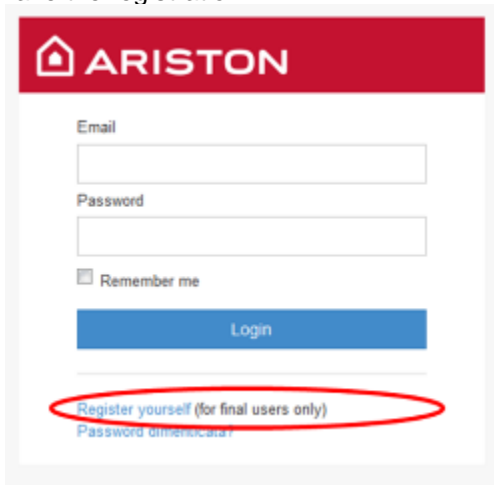 ARISTON
Email
Password
Remember me
Login
Register yourself (for final users only)
Password dimenticata?